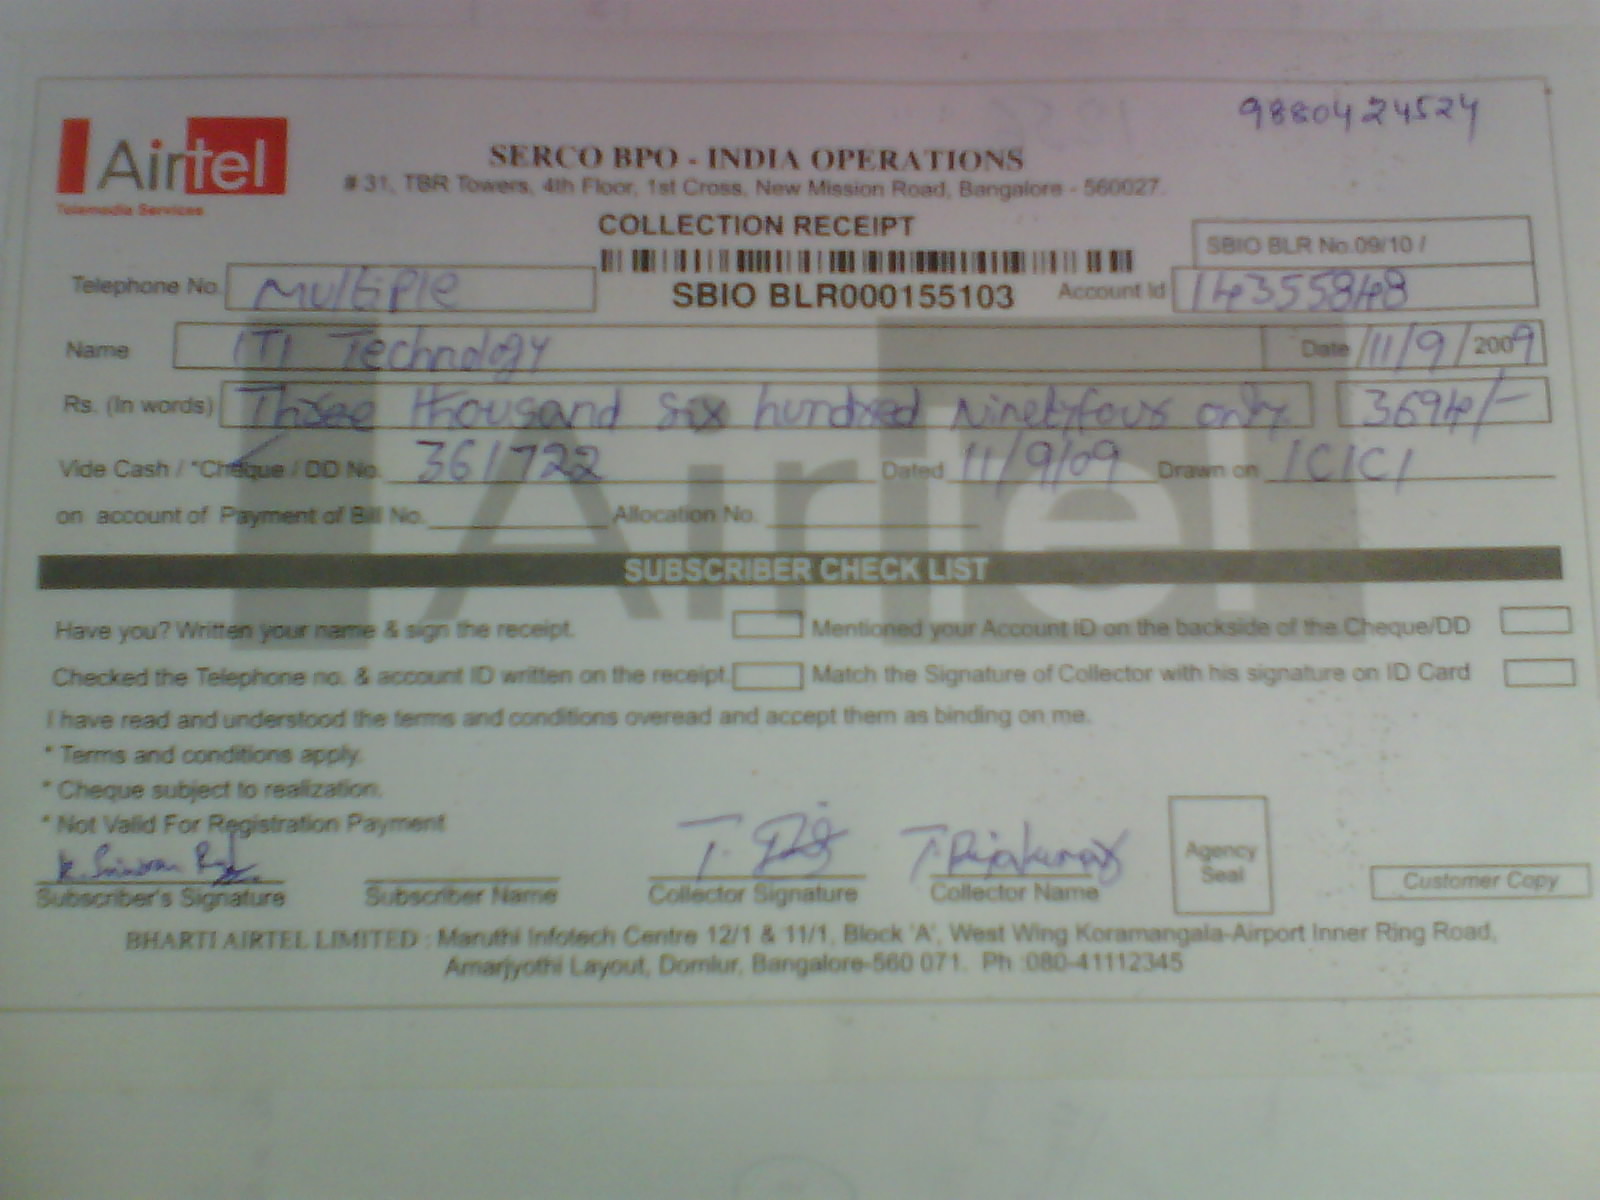 9880424524
Airtel
Telemedia Services
SERCO BPO - INDIA OPERATIONS
# 31, TBR Towers, 4th Floor, 1st Cross, New Mission Road, Bangalore - 560027.
COLLECTION RECEIPT
SBIO BLR No.09/10 /
Telephone No. Multiple SBIO BLR000155103 Account Id 14355848
Name ITI Technology Date 11/9/2009
Rs. (In words) Three thousand Six hundred Ninetyfour only 3694/-
Vide Cash / *Cheque / DD No. 361722 Dated 11/9/09 Drawn on ICICI
on account of Payment of Bill No. Allocation No.
Airtel
SUBSCRIBER CHECK LIST
Have you? Written your name & sign the receipt. Mentioned your Account ID on the backside of the Cheque/DD
Checked the Telephone no. & account ID written on the receipt. Match the Signature of Collector with his signature on ID Card
I have read and understood the terms and conditions overead and accept them as binding on me.
* Terms and conditions apply.
* Cheque subject to realization.
* Not Valid For Registration Payment
T. T. Rajakumar
Agency Seal
Customer Copy
Subscriber's Signature Subscriber Name Collector Signature Collector Name
BHARTI AIRTEL LIMITED : Maruthi Infotech Centre 12/1 & 11/1, Block 'A', West Wing Koramangala-Airport Inner Ring Road,
Amarjyothi Layout, Domlur, Bangalore-560 071. Ph :080-41112345